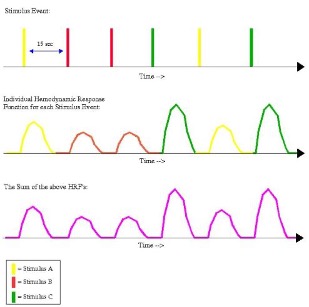 Stimulus Event:
15 sec
Time -->
Individual Hemodynamic Response
Function for each Stimulus Event:
Time -->
The Sum of the above HRF's:
Time -->
= Stimulus A
= Stimulus B
= Stimulus C